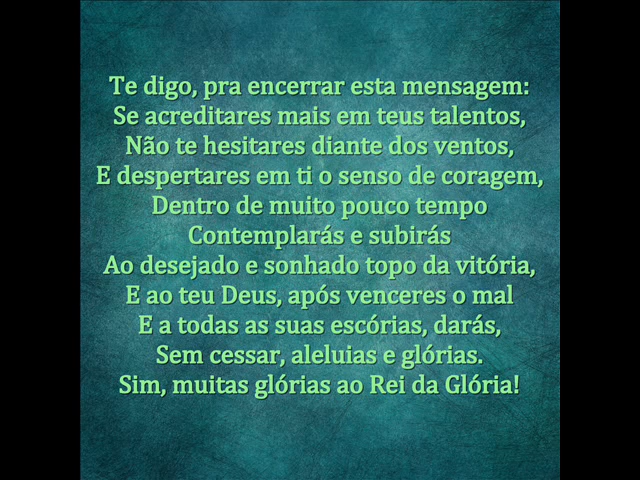 Te digo, pra encerrar esta mensagem:
Se acreditares mais em teus talentos,
Não te hesitares diante dos ventos,
E despertares em ti o senso de coragem,
Dentro de muito pouco tempo
Contemplarás e subirás
Ao desejado e sonhado topo da vitória,
E ao teu Deus, após venceres o mal
E a todas as suas escórias, darás,
Sem cessar, aleluias e glórias.
Sim, muitas glórias ao Rei da Glória!